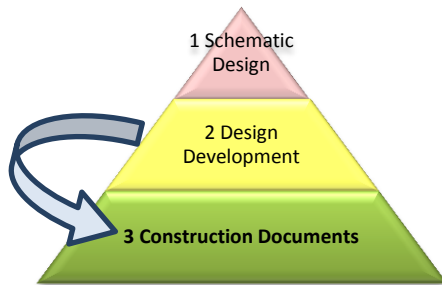 1 Schematic
Design
2 Design
Development
3 Construction Documents